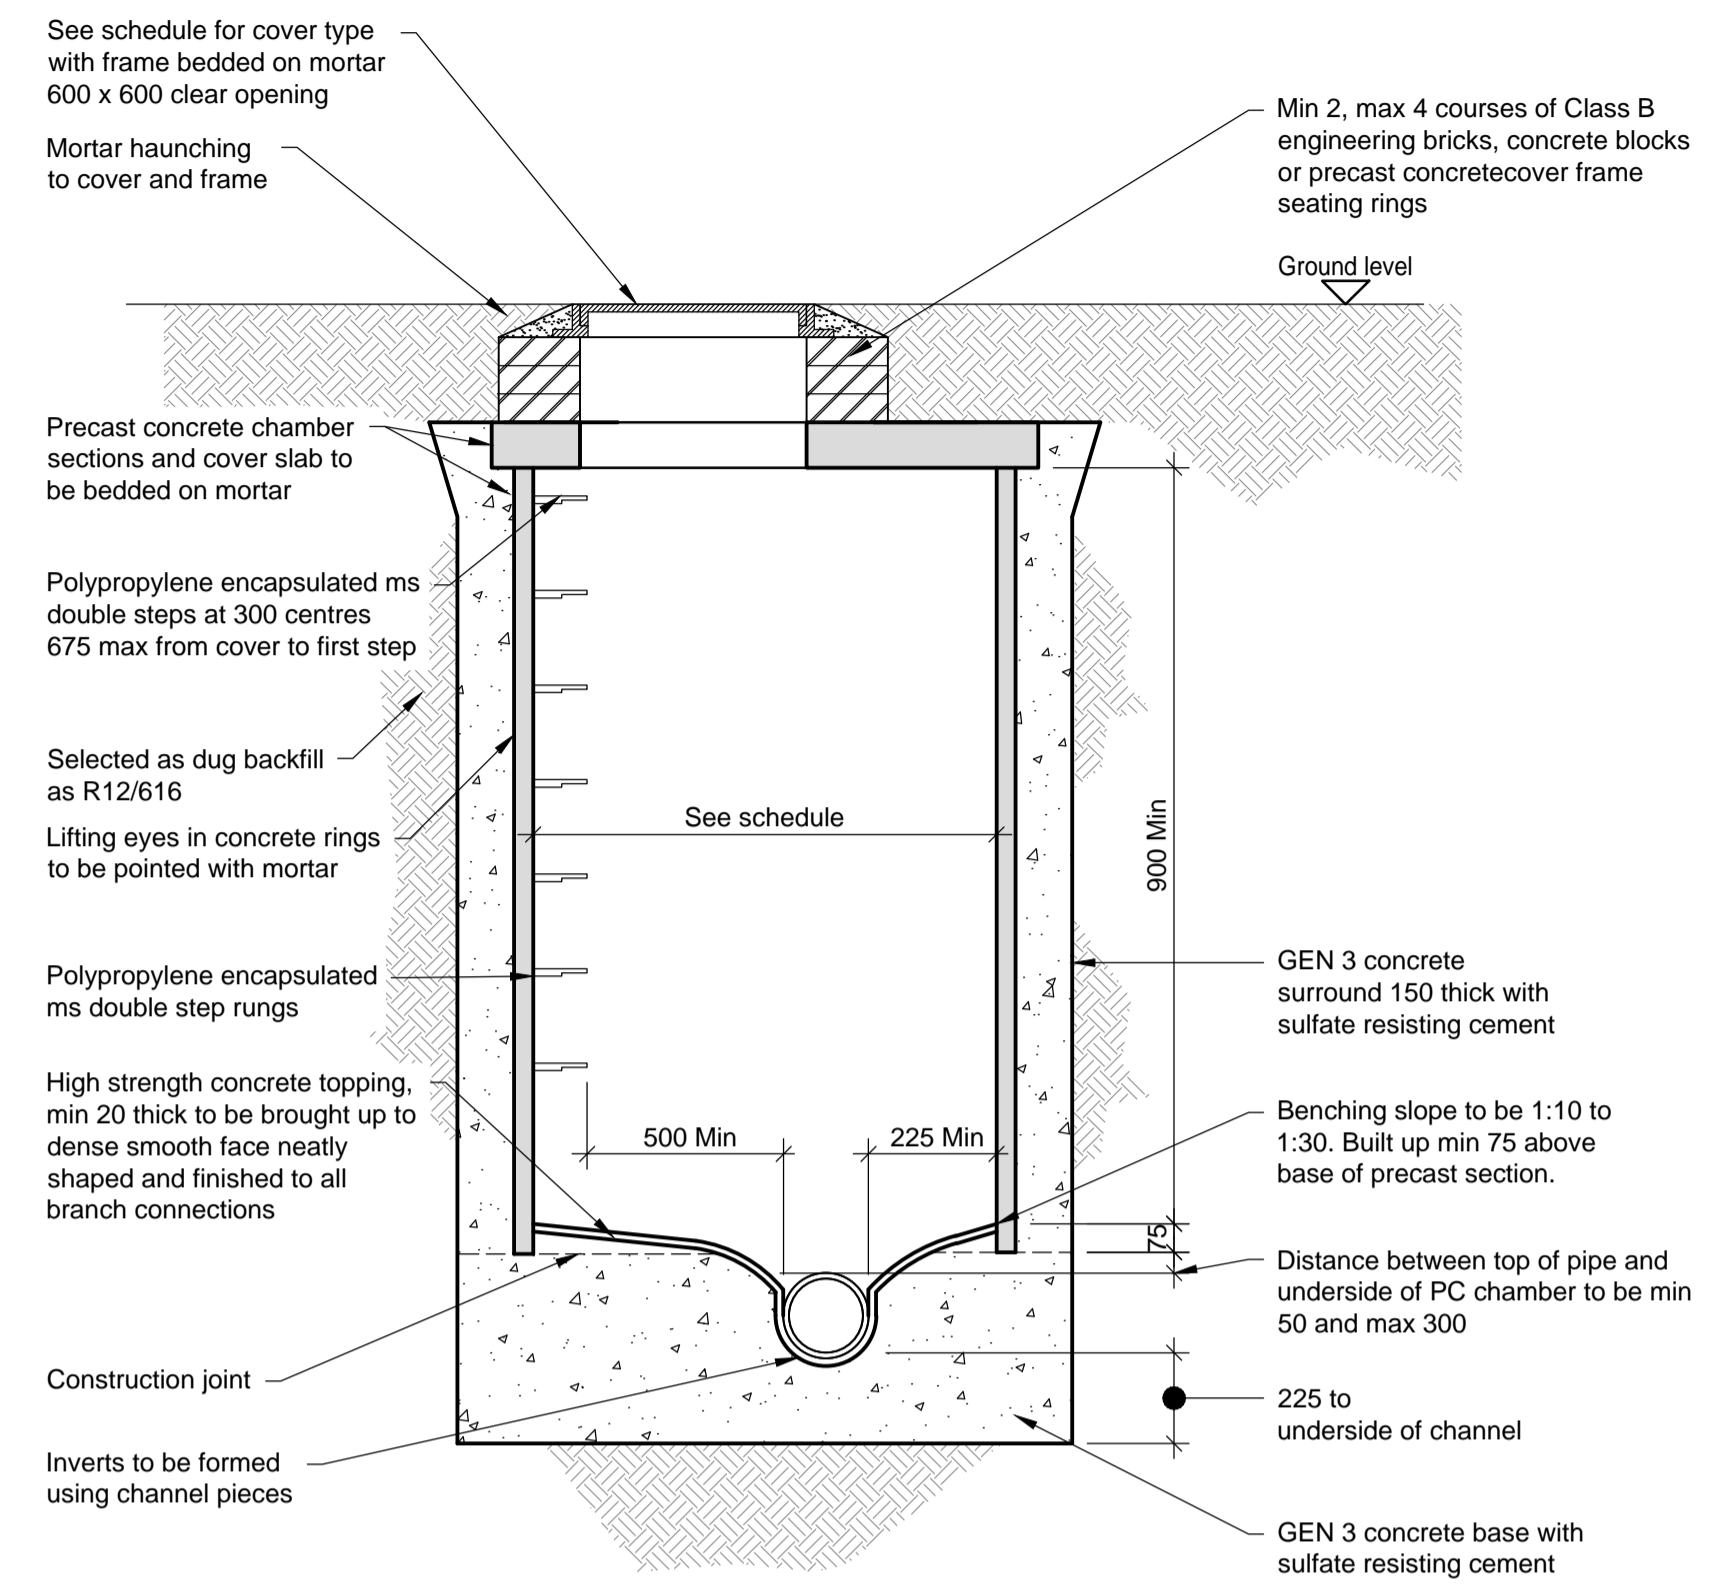 See schedule for cover type
with frame bedded on mortar
600 x 600 clear opening
Mortar haunching
to cover and frame
Min 2, max 4 courses of Class B
engineering bricks, concrete blocks
or precast concretecover frame
seating rings
Ground level
Precast concrete chamber
sections and cover slab to
be bedded on mortar
Polypropylene encapsulated ms
double steps at 300 centres
675 max from cover to first step
Selected as dug backfill
as R12/616
Lifting eyes in concrete rings
to be pointed with mortar
See schedule
900 Min
Polypropylene encapsulated
ms double step rungs
GEN 3 concrete
surround 150 thick with
sulfate resisting cement
High strength concrete topping,
min 20 thick to be brought up to
dense smooth face neatly
shaped and finished to all
branch connections
500 Min
225 Min
Benching slope to be 1:10 to
1:30. Built up min 75 above
base of precast section.
75
Distance between top of pipe and
underside of PC chamber to be min
50 and max 300
Construction joint
225 to
underside of channel
Inverts to be formed
using channel pieces
GEN 3 concrete base with
sulfate resisting cement